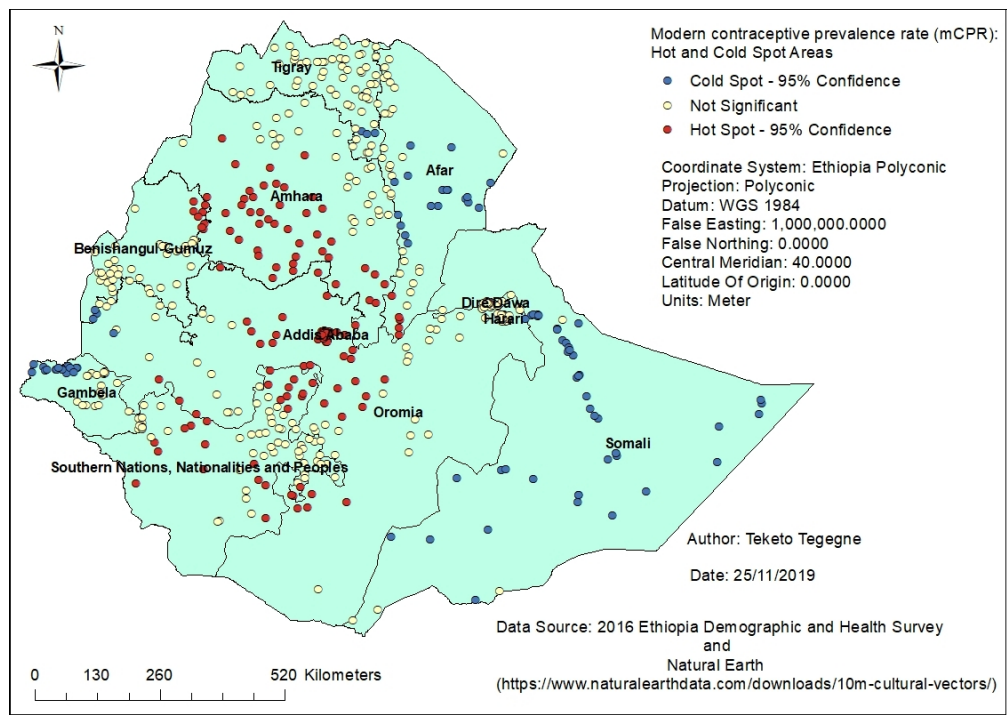 N
Modern contraceptive prevalence rate (mCPR):
Hot and Cold Spot Areas
Cold Spot - 95% Confidence
Not Significant
Hot Spot - 95% Confidence
Coordinate System: Ethiopia Polyconic
Projection: Polyconic
Datum: WGS 1984
False Easting: 1,000,000.0000
False Northing: 0.0000
Central Meridian: 40.0000
Latitude Of Origin: 0.0000
Units: Meter
Tigray
Afar
Amhara
Benishangul-Gumuz
Dire Dawa
Harari
Addis Ababa
Gambela
Oromia
Somali
Southern Nations, Nationalities and Peoples
Author: Teketo Tegegne
Date: 25/11/2019
Data Source: 2016 Ethiopia Demographic and Health Survey
and
Natural Earth
(https://www.naturalearthdata.com/downloads/10m-cultural-vectors/)
0 130 260 520 Kilometers